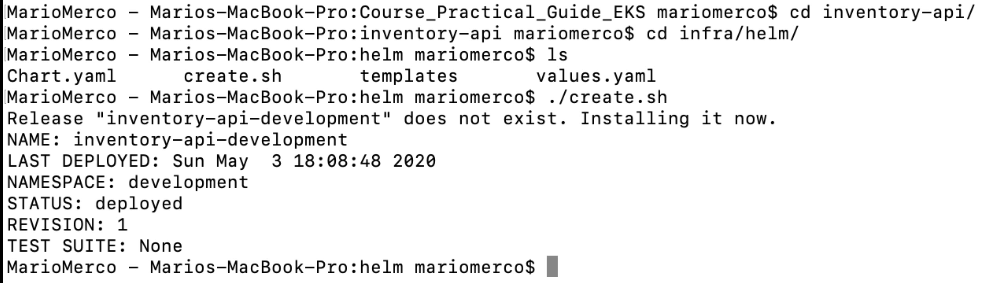 MarioMerco - Marios-MacBook-Pro:Course_Practical_Guide_EKS mariomerco$ cd inventory-api/
MarioMerco - Marios-MacBook-Pro:inventory-api mariomerco$ cd infra/helm/
MarioMerco - Marios-MacBook-Pro:helm mariomerco$ ls
Chart.yaml create.sh templates values.yaml
MarioMerco - Marios-MacBook-Pro:helm mariomerco$ ./create.sh
Release "inventory-api-development" does not exist. Installing it now.
NAME: inventory-api-development
LAST DEPLOYED: Sun May  3 18:08:48 2020
NAMESPACE: development
STATUS: deployed
REVISION: 1
TEST SUITE: None
MarioMerco - Marios-MacBook-Pro:helm mariomerco$